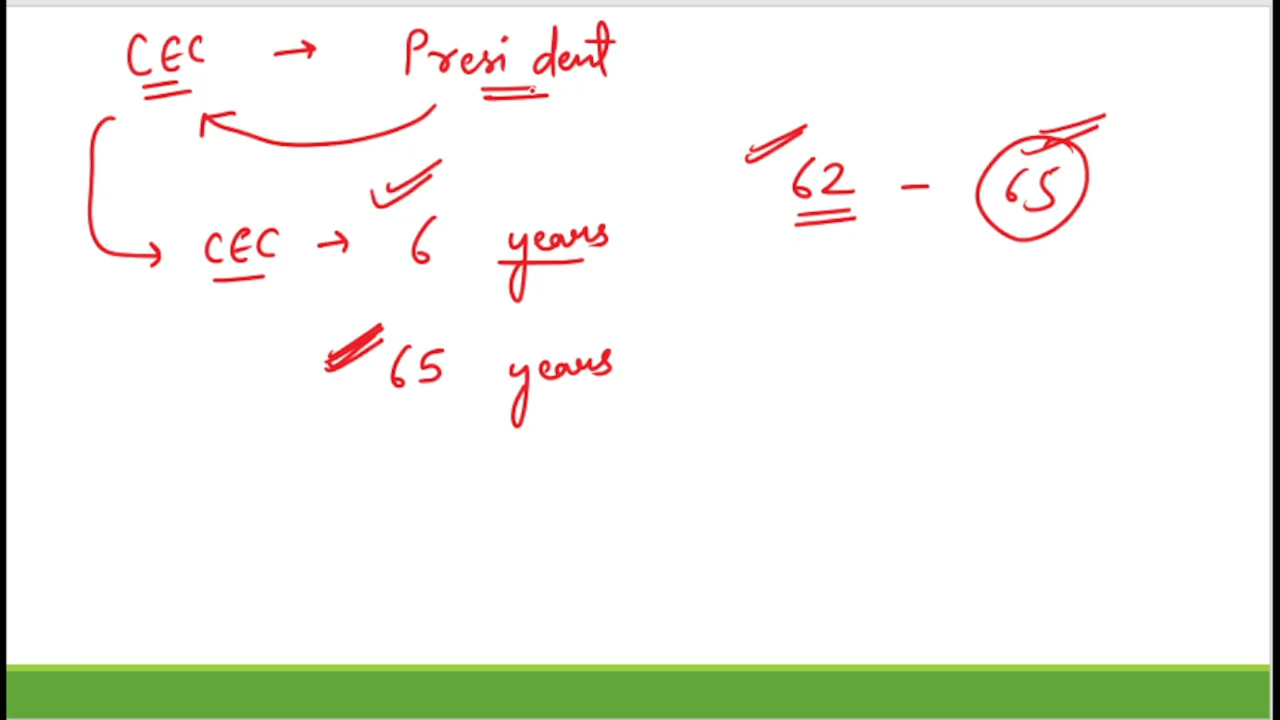 CEC → President
62 - 65
CEC → 6 years
65 years